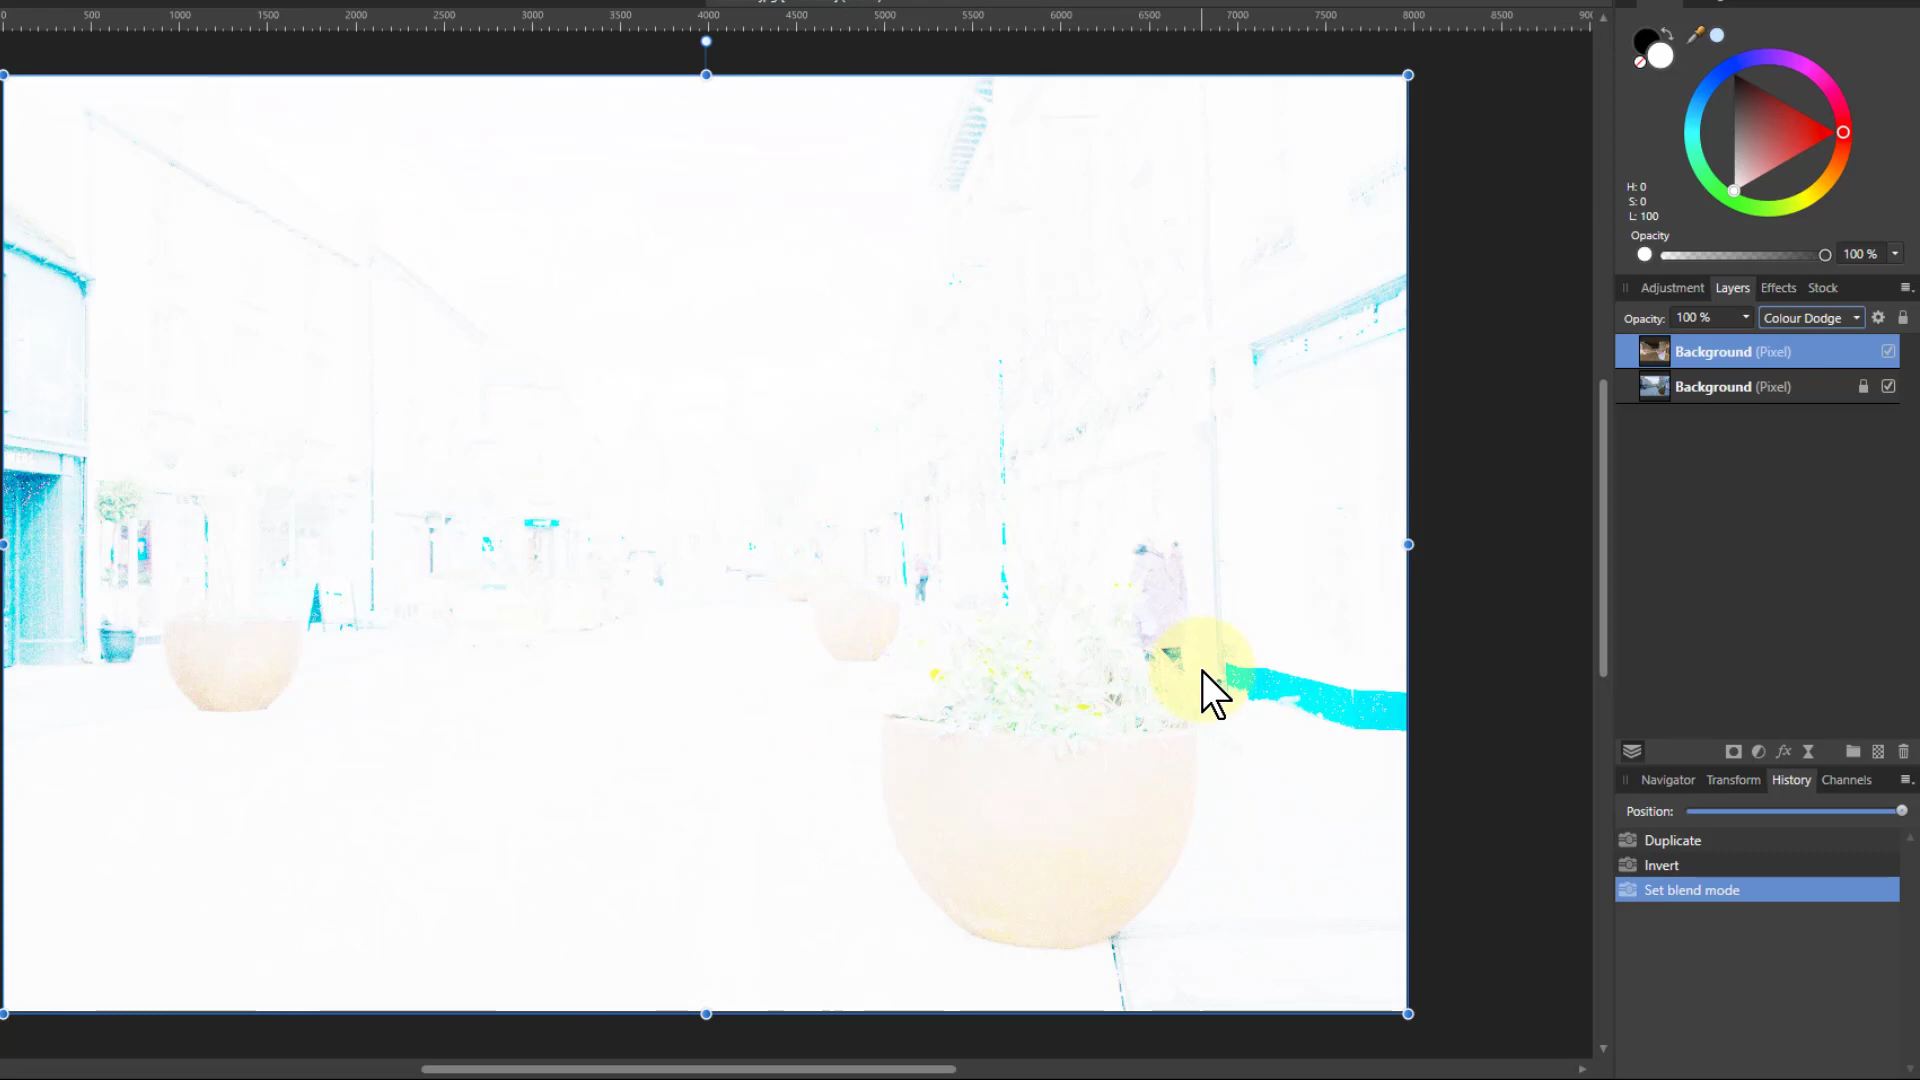 500 1000 1500 2000 2500 3000 3500 4000 4500 5000 5500 6000 6500 7000 7500 8000 8500
H: 0
S: 0
L: 100
Opacity
100 %
Adjustment Layers Effects Stock
Opacity: 100 % Colour Dodge
Background (Pixel)
Background (Pixel)
fx
Navigator Transform History Channels
Position:
Duplicate
Invert
Set blend mode